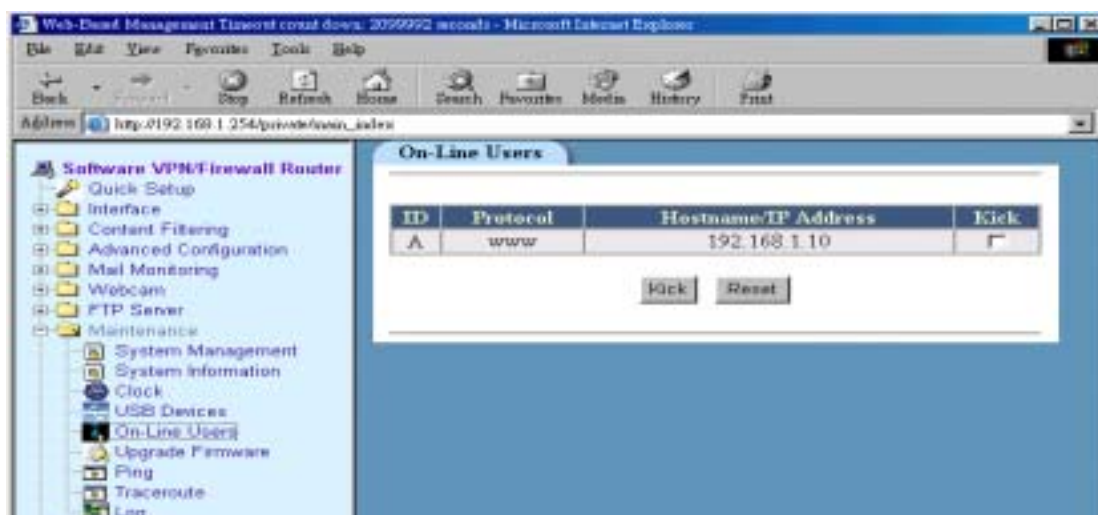 Web-Based Management Timeout count down: 2099992 seconds - Microsoft Internet Explorer
File Edit View Favorites Tools Help
Back Forward Stop Refresh Home Search Favorites Media History Print
Address http://192.168.1.254/private/main_index
Software VPN/Firewall Router
Quick Setup
Interface
Content Filtering
Advanced Configuration
Mail Monitoring
Webcam
FTP Server
Maintenance
System Management
System Information
Clock
USB Devices
On-Line Users
Upgrade Firmware
Ping
Traceroute
Log
On-Line Users
ID Protocol Hostname/IP Address Kick
A www 192.168.1.10
Kick Reset